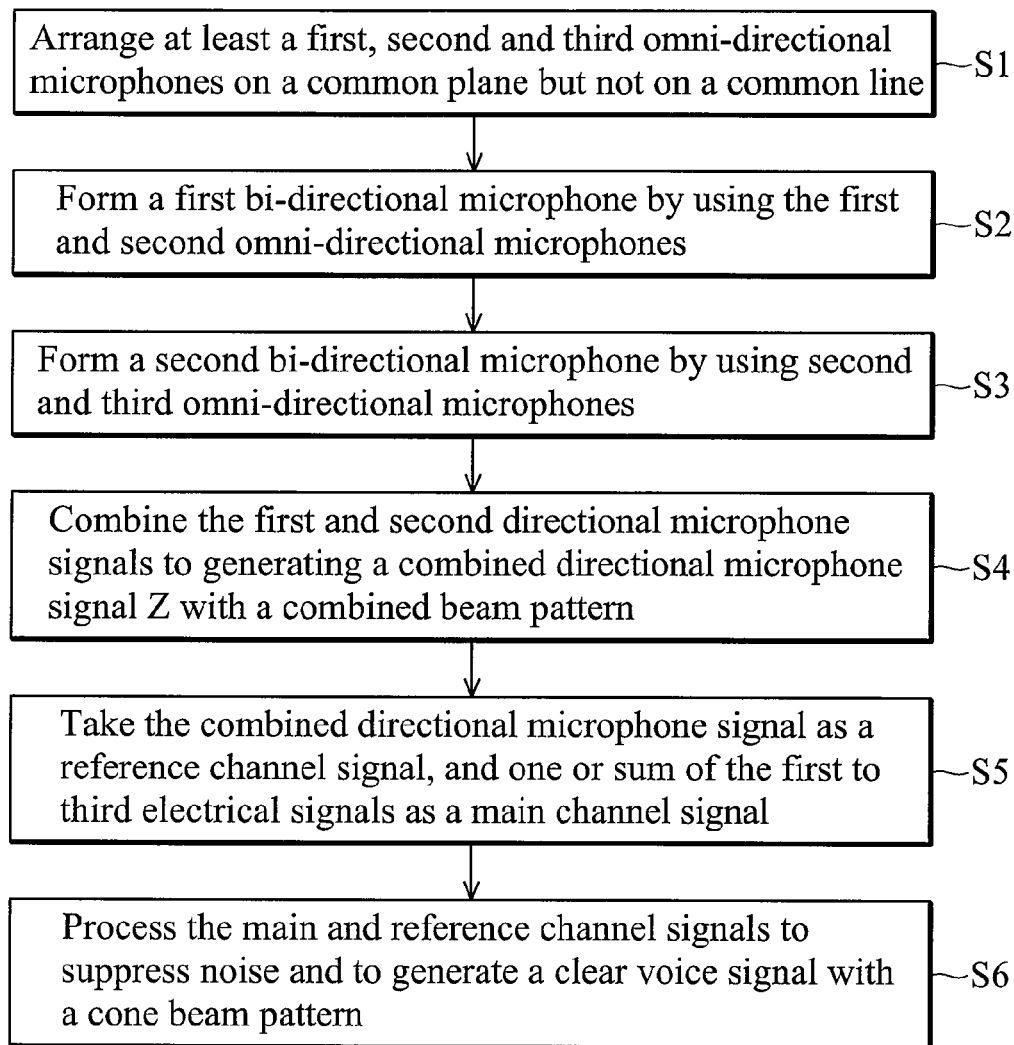 Arrange at least a first, second and third omni-directional
microphones on a common plane but not on a common line
S1
Form a first bi-directional microphone by using the first
and second omni-directional microphones
S2
Form a second bi-directional microphone by using second
and third omni-directional microphones
S3
Combine the first and second directional microphone
signals to generating a combined directional microphone
signal Z with a combined beam pattern
S4
Take the combined directional microphone signal as a
reference channel signal, and one or sum of the first to
third electrical signals as a main channel signal
S5
Process the main and reference channel signals to
suppress noise and to generate a clear voice signal with
a cone beam pattern
S6